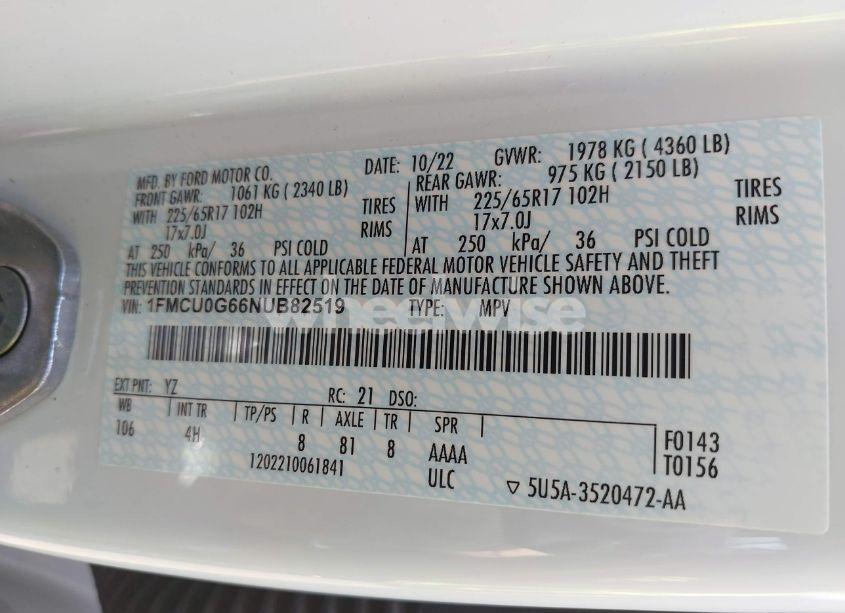 MFD. BY FORD MOTOR CO. DATE: 10/22 GVWR: 1978 KG ( 4360 LB)
FRONT GAWR: 1061 KG ( 2340 LB) REAR GAWR: 975 KG ( 2150 LB)
WITH 225/65R17 102H TIRES WITH 225/65R17 102H TIRES
17x7.0J RIMS 17x7.0J RIMS
AT 250 kPa/ 36 PSI COLD AT 250 kPa/ 36 PSI COLD
THIS VEHICLE CONFORMS TO ALL APPLICABLE FEDERAL MOTOR VEHICLE SAFETY AND THEFT
PREVENTION STANDARDS IN EFFECT ON THE DATE OF MANUFACTURE SHOWN ABOVE.
VIN: 1FMCU0G66NUB82519 TYPE: MPV
wheelwise
EXT PNT: YZ RC: 21 DSO:
WB INT TR TP/PS R AXLE TR SPR
106 4H 8 81 8 AAAA F0143
1202210061841 ULC T0156
▽ 5U5A-3520472-AA